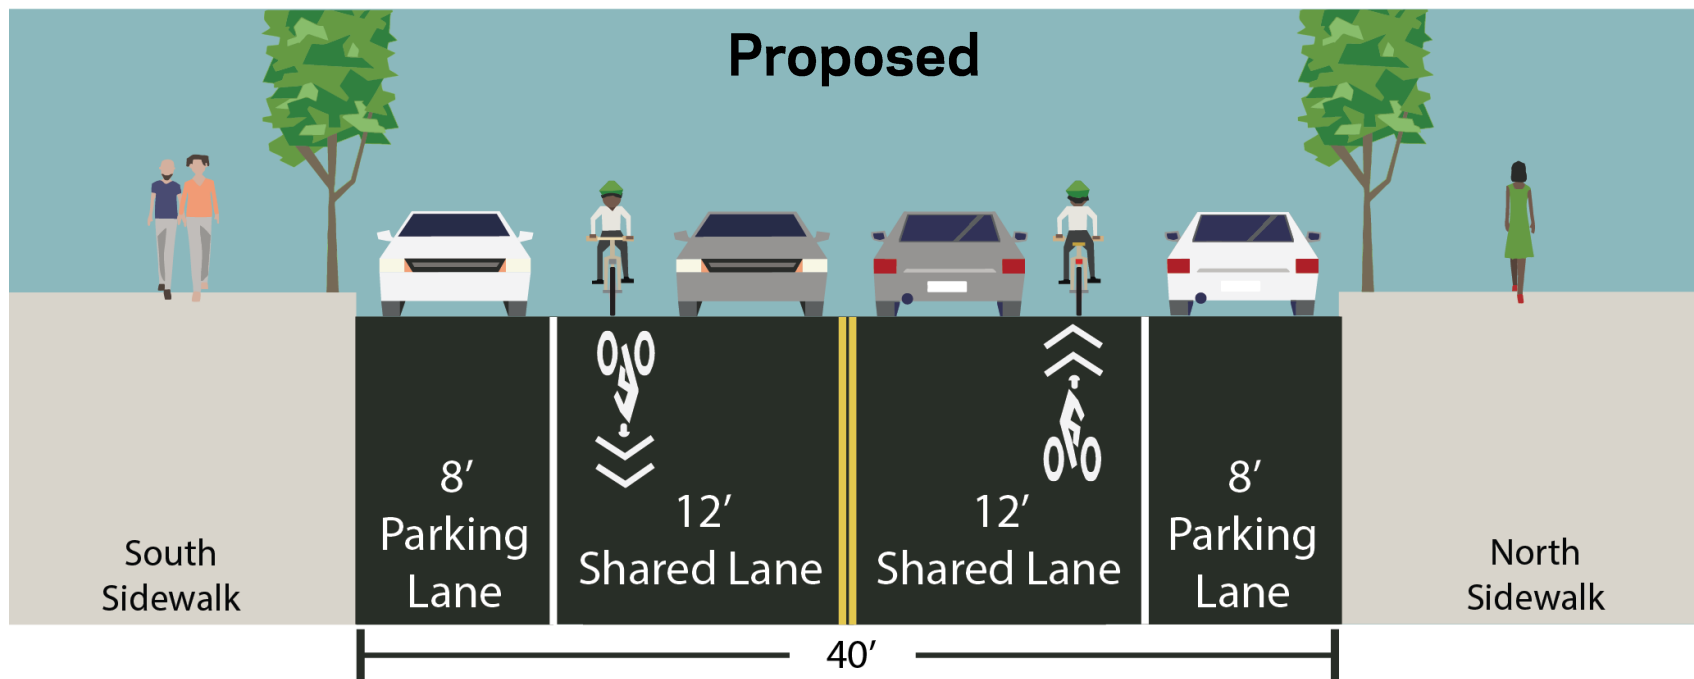 Proposed
South
Sidewalk
8′
Parking
Lane
12′
Shared Lane
12′
Shared Lane
8′
Parking
Lane
North
Sidewalk
40′